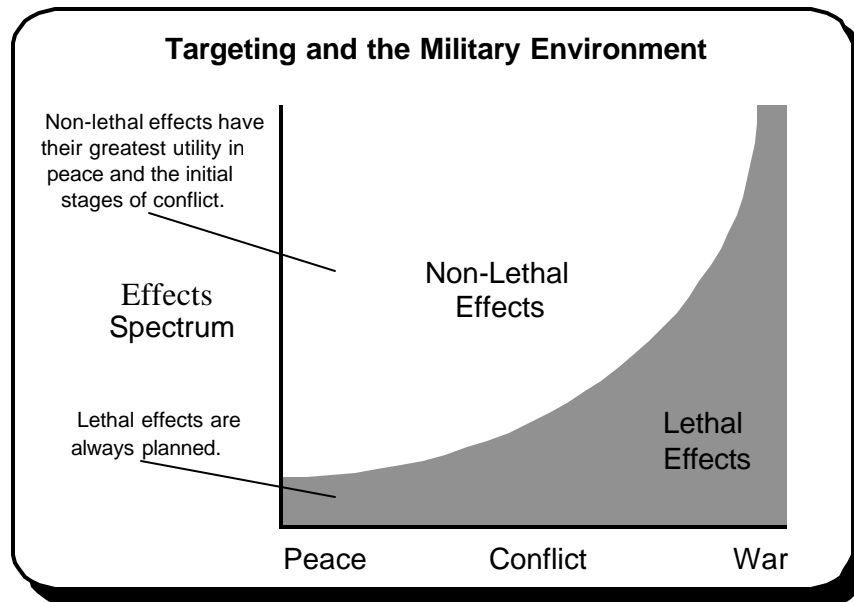 Targeting and the Military Environment
Non-lethal effects have
their greatest utility in
peace and the initial
stages of conflict.
Non-Lethal
Effects
Effects
Spectrum
Lethal effects are
always planned.
Lethal
Effects
Peace Conflict War